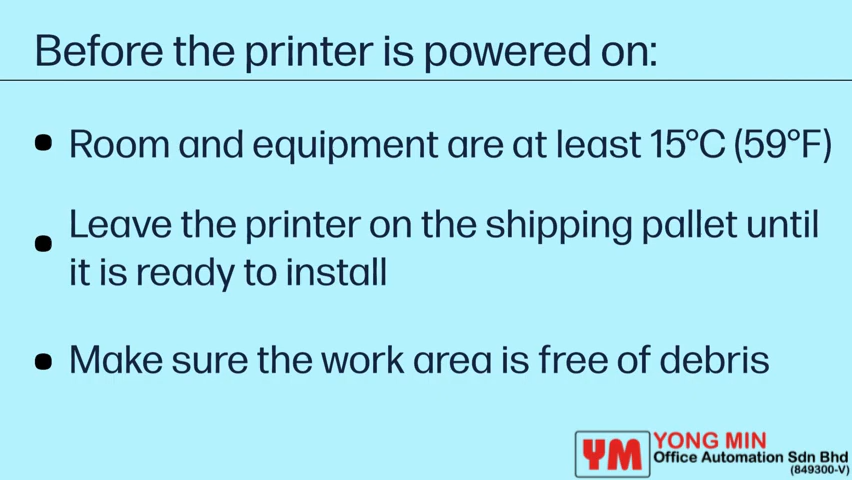 Before the printer is powered on:
Room and equipment are at least 15°C (59°F)
Leave the printer on the shipping pallet until
it is ready to install
Make sure the work area is free of debris
YM
YONG MIN
Office Automation Sdn Bhd
(849300-V)